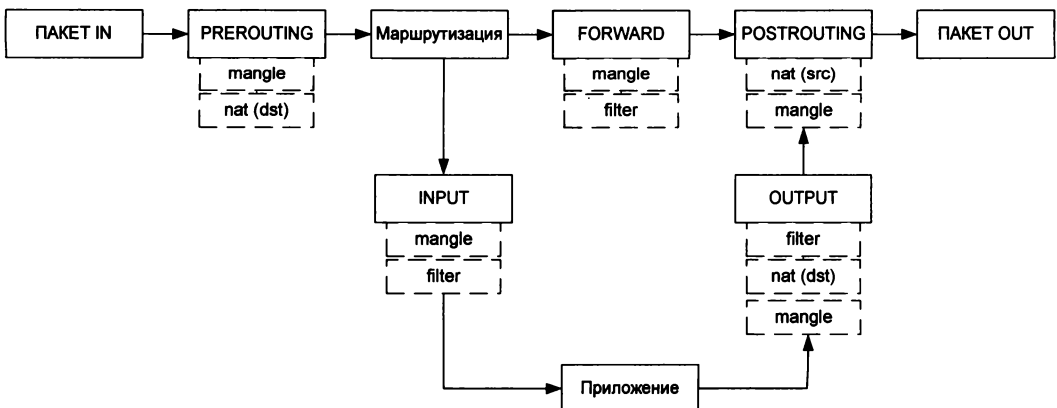 ПАКЕТ IN
PREROUTING
Маршрутизация
FORWARD
POSTROUTING
ПАКЕТ OUT
mangle
nat (dst)
mangle
filter
nat (src)
mangle
INPUT
mangle
filter
OUTPUT
filter
nat (dst)
mangle
Приложение